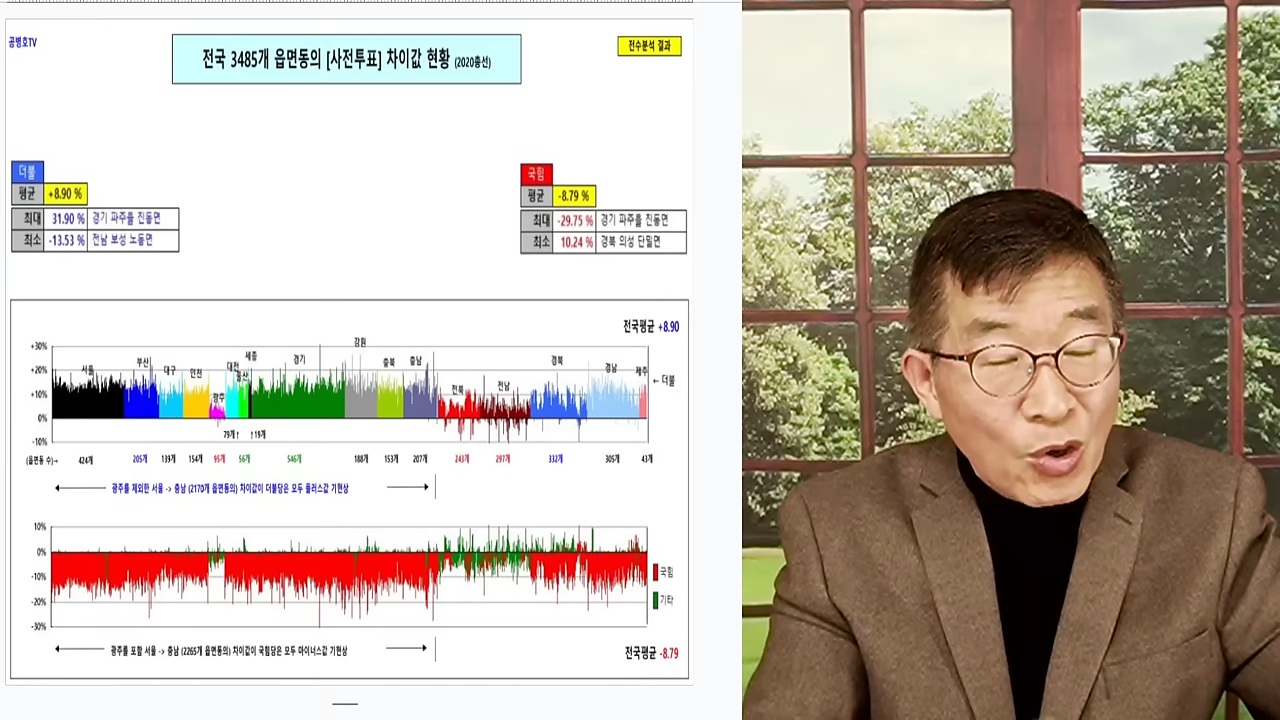 공병호TV
전국 3485개 읍면동의 [사전투표] 차이값 현황 (2020총선)
전수분석 결과
더불
평균 +8.90 %
최대 31.90 % 경기 파주을 진동면
최소 -13.53 % 전남 보성 노동면
국힘
평균 -8.79 %
최대 -29.75 % 경기 파주을 진동면
최소 10.24 % 경북 의성 단밀면
전국평균 +8.90
+30%
+20%
+10%
0%
-10%
서울 부산 대구 인천 광주 대전 울산 세종 경기 강원 충북 충남 전북 전남 경북 경남 제주
← 더불
79개↑ ↑19개
(읍면동 수)→ 424개 205개 139개 154개 95개 56개 546개 188개 153개 207개 243개 297개 332개 305개 43개
광주를 제외한 서울 -> 충남 (2170개 읍면동의) 차이값이 더불당은 모두 플러스값 기현상
10%
0%
-10%
-20%
-30%
국힘
기타
광주를 포함 서울 -> 충남 (2265개 읍면동의) 차이값이 국힘당은 모두 마이너스값 기현상
전국평균 -8.79